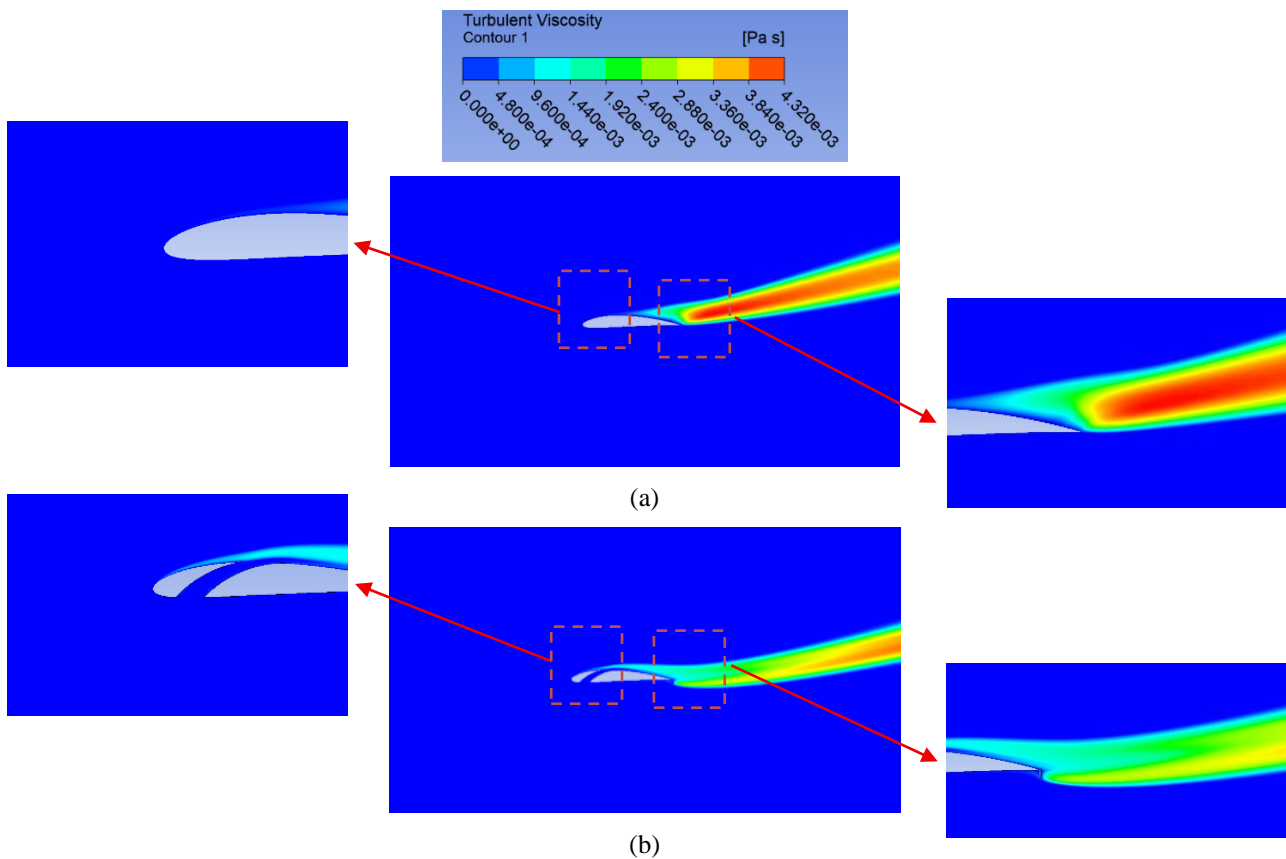 Turbulent Viscosity
Contour 1
[Pa s]
0.000e+00
4.800e-04
9.600e-04
1.440e-03
1.920e-03
2.400e-03
2.880e-03
3.360e-03
3.840e-03
4.320e-03
(a)
(b)